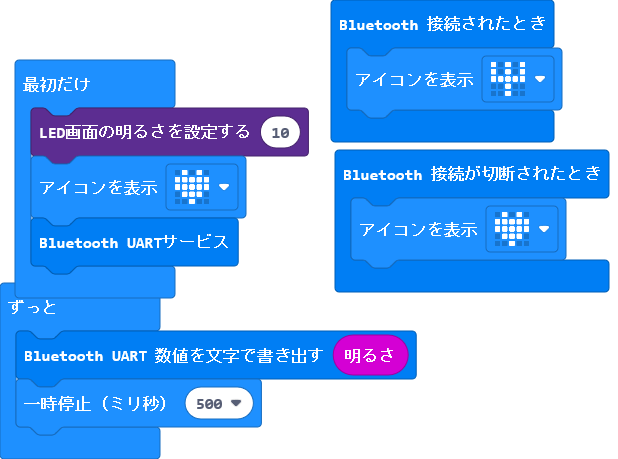 最初だけ
LED画面の明るさを設定する 10
アイコンを表示
Bluetooth UARTサービス
ずっと
Bluetooth UART 数値を文字で書き出す 明るさ
一時停止（ミリ秒） 500
Bluetooth 接続されたとき
アイコンを表示
Bluetooth 接続が切断されたとき
アイコンを表示